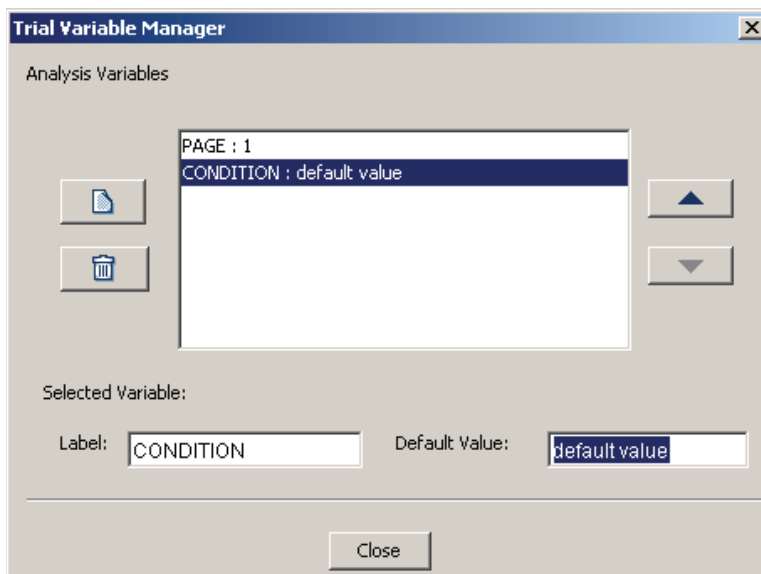 Trial Variable Manager
Analysis Variables
PAGE : 1
CONDITION : default value
Selected Variable:
Label: CONDITION Default Value: default value
Close